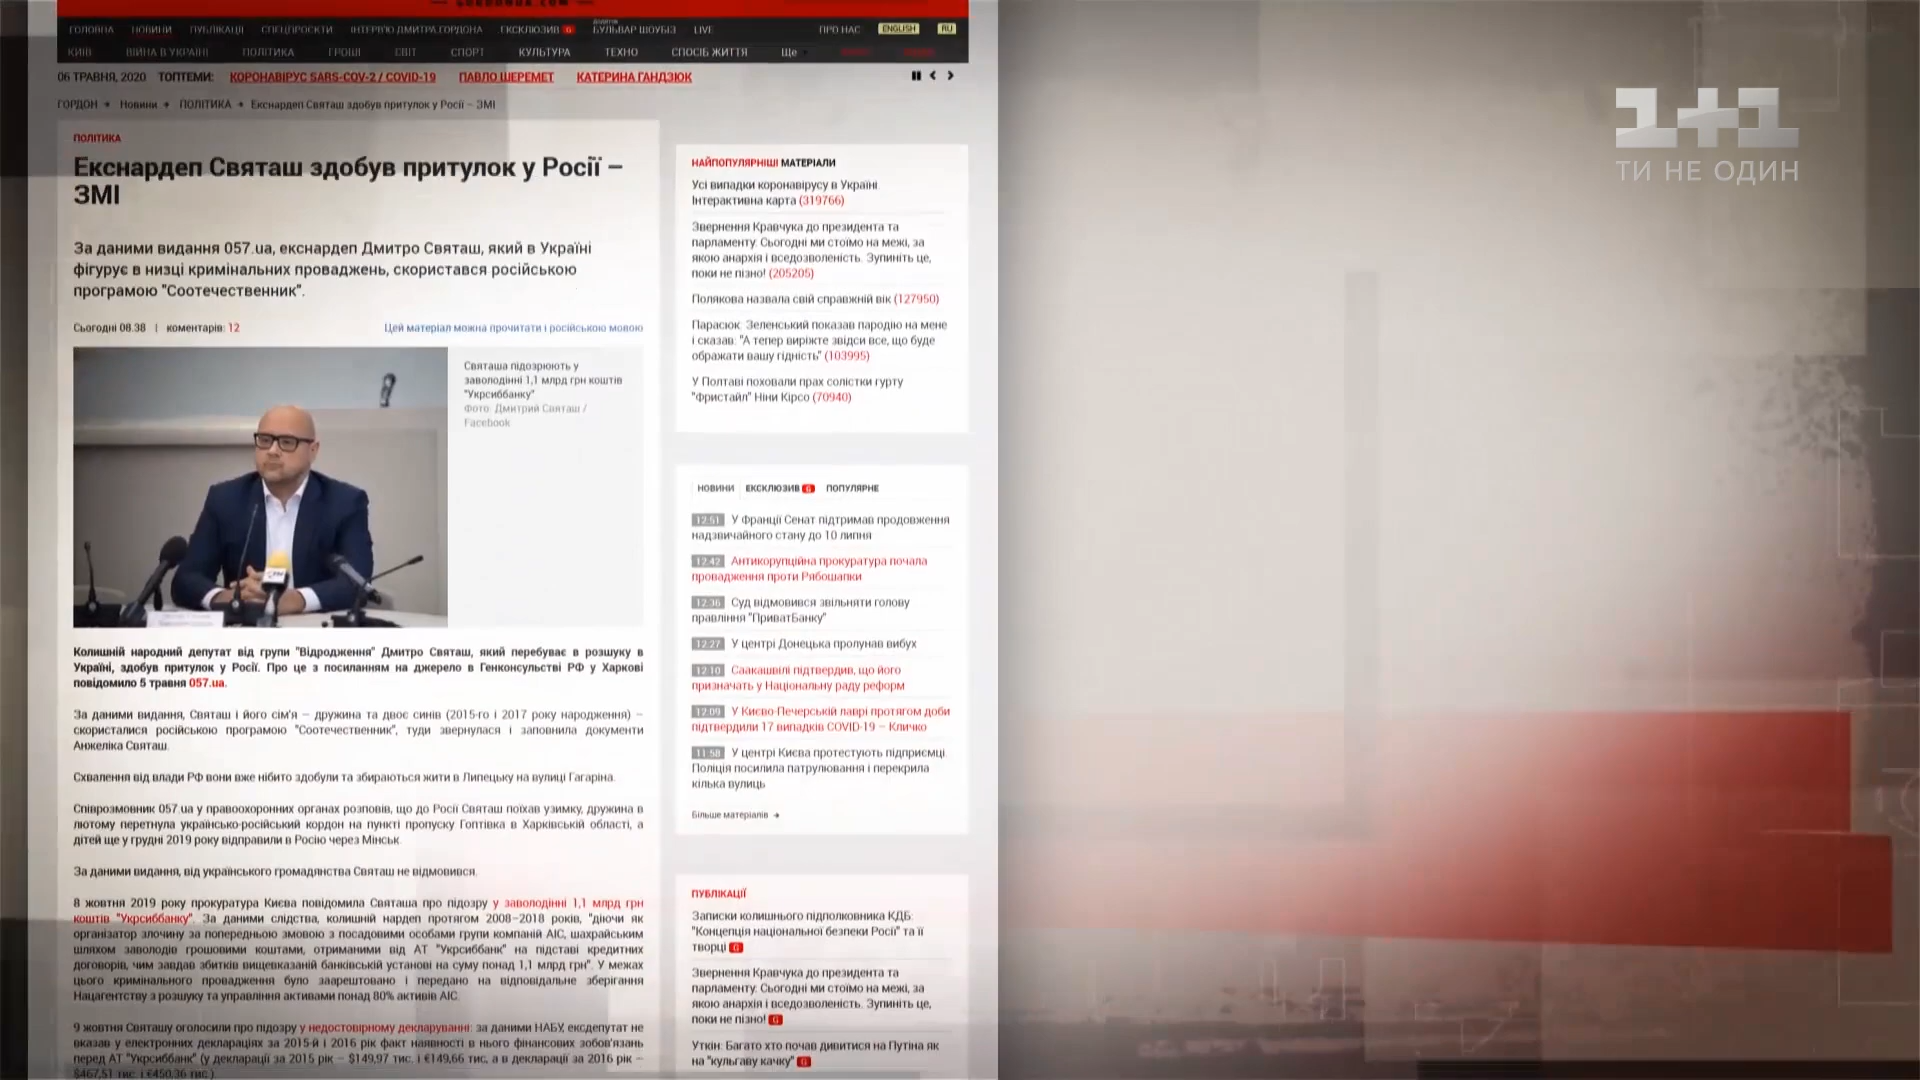 ГОЛОВНА НОВИНИ ПУБЛІКАЦІЇ СПЕЦПРОЄКТИ ІНТЕРВ'Ю ДМИТРА ГОРДОНА ЕКСКЛЮЗИВ G БУЛЬВАР ШОУБІЗ LIVE ПРО НАС ENGLISH RU
КИЇВ ВІЙНА В УКРАЇНІ ПОЛІТИКА ГРОШІ СВІТ СПОРТ КУЛЬТУРА ТЕХНО СПОСІБ ЖИТТЯ Ще
06 ТРАВНЯ, 2020 ТОПТЕМИ: КОРОНАВІРУС SARS-COV-2 / COVID-19 ПАВЛО ШЕРЕМЕТ КАТЕРИНА ГАНДЗЮК
ГОРДОН → Новини → ПОЛІТИКА → Екснардеп Святаш здобув притулок у Росії – ЗМІ
ПОЛІТИКА
Екснардеп Святаш здобув притулок у Росії –
ЗМІ
За даними видання 057.ua, екснардеп Дмитро Святаш, який в Україні
фігурує в низці кримінальних проваджень, скористався російською
програмою "Соотечественник".
Сьогодні 08.38 | коментарів: 12 Цей матеріал можна прочитати і російською мовою
Святаша підозрюють у
заволодінні 1,1 млрд грн коштів
"Укрсиббанку"
Фото: Дмитрий Святаш /
Facebook
Колишній народний депутат від групи "Відродження" Дмитро Святаш, який перебуває в розшуку в
Україні, здобув притулок у Росії. Про це з посиланням на джерело в Генконсульстві РФ у Харкові
повідомило 5 травня 057.ua.
За даними видання, Святаш і його сім'я – дружина та двоє синів (2015-го і 2017 року народження) –
скористалися російською програмою "Соотечественник", туди звернулася і заповнила документи
Анжеліка Святаш.
Схвалення від влади РФ вони вже нібито здобули та збираються жити в Липецьку на вулиці Гагаріна.
Співрозмовник 057.ua у правоохоронних органах розповів, що до Росії Святаш поїхав узимку, дружина в
лютому перетнула українсько-російський кордон на пункті пропуску Гоптівка в Харківській області, а
дітей ще у грудні 2019 року відправили в Росію через Мінськ.
За даними видання, від українського громадянства Святаш не відмовився.
8 жовтня 2019 року прокуратура Києва повідомила Святаша про підозру у заволодінні 1,1 млрд грн
коштів "Укрсиббанку". За даними слідства, колишній нардеп протягом 2008–2018 років, "діючи як
організатор злочину за попередньою змовою з посадовими особами групи компаній АІС, шахрайським
шляхом заволодів грошовими коштами, отриманими від АТ "Укрсиббанк" на підставі кредитних
договорів, чим завдав збитків вищевказаній банківській установі на суму понад 1,1 млрд грн". У межах
цього кримінального провадження було заарештовано і передано на відповідальне зберігання
Нацагентству з розшуку та управління активами понад 80% активів АІС.
9 жовтня Святашу оголосили про підозру у недостовірному декларуванні: за даними НАБУ, ексдепутат не
вказав у електронних деклараціях за 2015-й і 2016 рік факт наявності в нього фінансових зобов'язань
перед АТ "Укрсиббанк" (у декларації за 2015 рік – $149,97 тис. і €149,66 тис, а в декларації за 2016 рік –
$467,51 тис. і €450,36 тис.).
НАЙПОПУЛЯРНІШІ МАТЕРІАЛИ
Усі випадки коронавірусу в Україні.
Інтерактивна карта (319766)
Звернення Кравчука до президента та
парламенту: Сьогодні ми стоїмо на межі, за
якою анархія і вседозволеність. Зупиніть це,
поки не пізно! (205205)
Полякова назвала свій справжній вік (127950)
Парасюк: Зеленський показав пародію на мене
і сказав: "А тепер виріжте звідси все, що буде
ображати вашу гідність" (103995)
У Полтаві поховали прах солістки гурту
"Фристайл" Ніни Кірсо (70940)
НОВИНИ ЕКСКЛЮЗИВ G ПОПУЛЯРНЕ
12:51 У Франції Сенат підтримав продовження
надзвичайного стану до 10 липня
12:42 Антикорупційна прокуратура почала
провадження проти Рябошапки
12:36 Суд відмовився звільняти голову
правління "ПриватБанку"
12:27 У центрі Донецька пролунав вибух
12:10 Саакашвілі підтвердив, що його
призначать у Національну раду реформ
12:09 У Києво-Печерській лаврі протягом доби
підтвердили 17 випадків COVID-19 – Кличко
11:58 У центрі Києва протестують підприємці.
Поліція посилила патрулювання і перекрила
кілька вулиць
Більше матеріалів →
ПУБЛІКАЦІЇ
Записки колишнього підполковника КДБ:
"Концепція національної безпеки Росії" та її
творці G
Звернення Кравчука до президента та
парламенту: Сьогодні ми стоїмо на межі, за
якою анархія і вседозволеність. Зупиніть це,
поки не пізно! G
Уткін: Багато хто почав дивитися на Путіна як
на "кульгаву качку" G
1+1
ТИ НЕ ОДИН